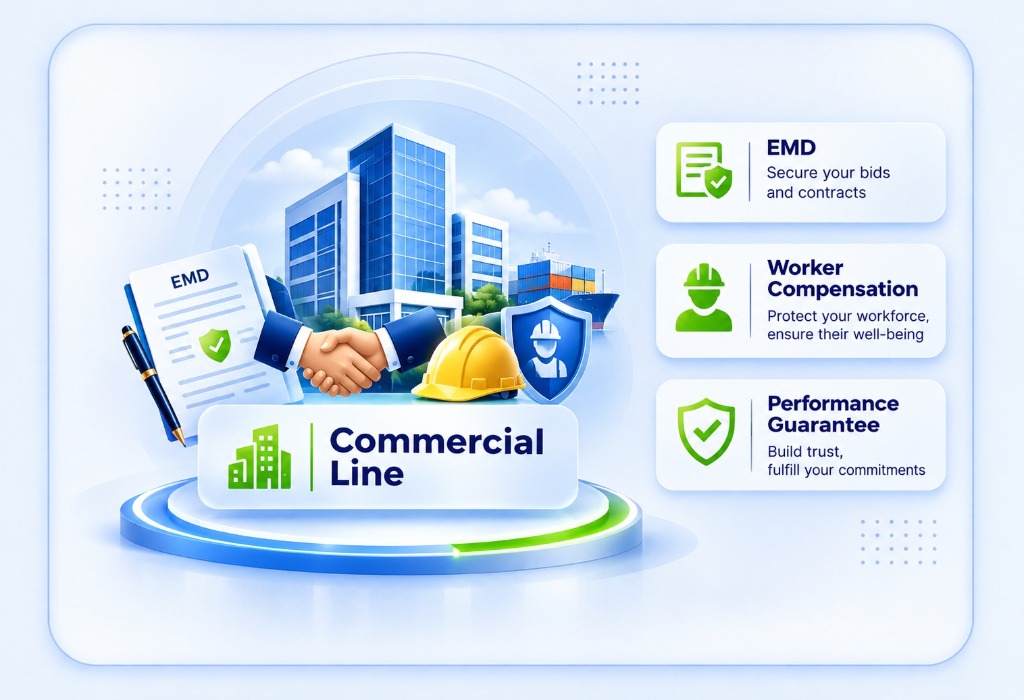 EMD
Commercial
Line
EMD
Secure your bids
and contracts
Worker
Compensation
Protect your workforce,
ensure their well-being
Performance
Guarantee
Build trust,
fulfill your commitments